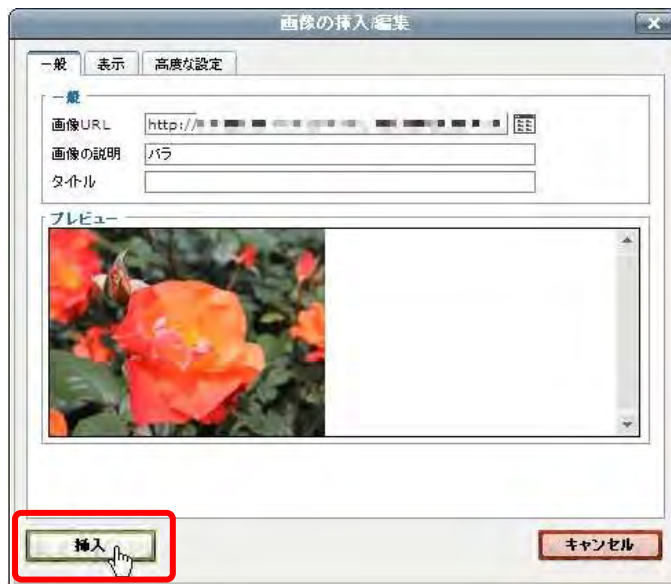 画像の挿入/編集
一般 表示 高度な設定
一般
画像URL http://
画像の説明 バラ
タイトル
プレビュー
挿入 キャンセル